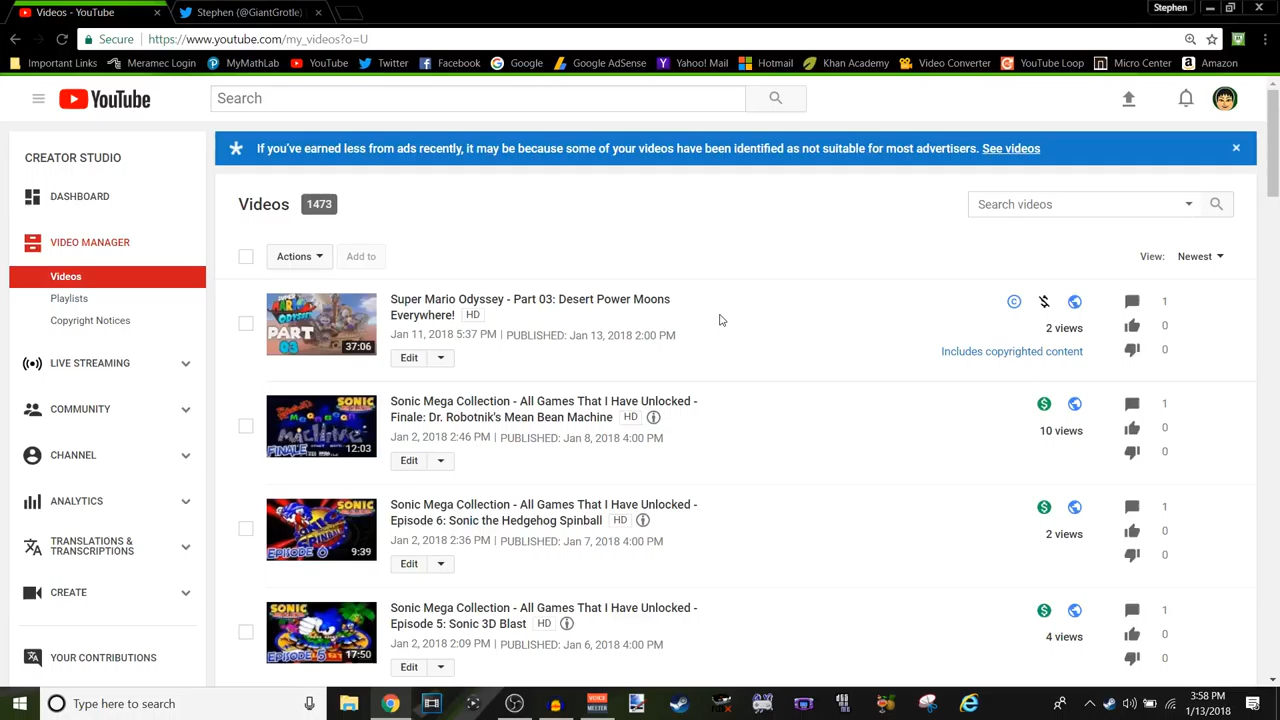 Stephen
Videos - YouTube
Stephen (@GiantGrotle)
Secure
https://www.youtube.com/my_videos?o=U
Important Links
Meramec Login
MyMathLab
YouTube
Twitter
Facebook
Google
Google AdSense
Yahoo! Mail
Hotmail
Khan Academy
Video Converter
YouTube Loop
Micro Center
Amazon
YouTube
Search
CREATOR STUDIO
DASHBOARD
VIDEO MANAGER
Videos
Playlists
Copyright Notices
LIVE STREAMING
COMMUNITY
CHANNEL
ANALYTICS
TRANSLATIONS &
TRANSCRIPTIONS
CREATE
YOUR CONTRIBUTIONS
If you've earned less from ads recently, it may be because some of your videos have been identified as not suitable for most advertisers. See videos
Videos 1473
Search videos
Actions
Add to
View: Newest
PART
03
37:06
Super Mario Odyssey - Part 03: Desert Power Moons
Everywhere! HD
Jan 11, 2018 5:37 PM | PUBLISHED: Jan 13, 2018 2:00 PM
Edit
2 views
Includes copyrighted content
1
0
0
SONIC
FINALE
12:03
Sonic Mega Collection - All Games That I Have Unlocked -
Finale: Dr. Robotnik's Mean Bean Machine HD
Jan 2, 2018 2:46 PM | PUBLISHED: Jan 8, 2018 4:00 PM
Edit
10 views
1
0
0
SONIC
EPISODE 6
9:39
Sonic Mega Collection - All Games That I Have Unlocked -
Episode 6: Sonic the Hedgehog Spinball HD
Jan 2, 2018 2:36 PM | PUBLISHED: Jan 7, 2018 4:00 PM
Edit
2 views
1
0
0
SONIC
EPISODE 5
17:50
Sonic Mega Collection - All Games That I Have Unlocked -
Episode 5: Sonic 3D Blast HD
Jan 2, 2018 2:09 PM | PUBLISHED: Jan 6, 2018 4:00 PM
Edit
4 views
1
0
0
Type here to search
VOICE
MEETER
3:58 PM
1/13/2018